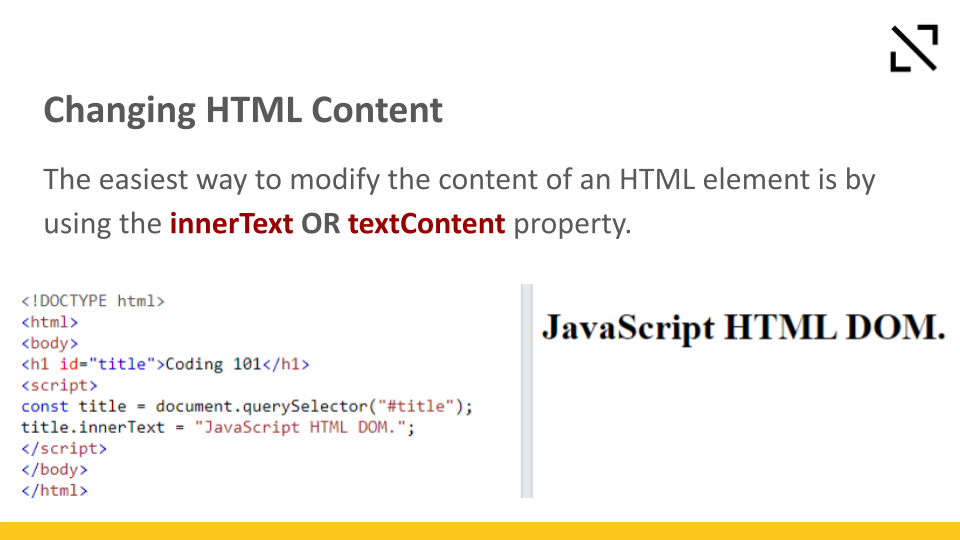 Changing HTML Content
The easiest way to modify the content of an HTML element is by
using the innerText OR textContent property.
<!DOCTYPE html>
<html>
<body>
<h1 id="title">Coding 101</h1>
<script>
const title = document.querySelector("#title");
title.innerText = "JavaScript HTML DOM.";
</script>
</body>
</html>
JavaScript HTML DOM.